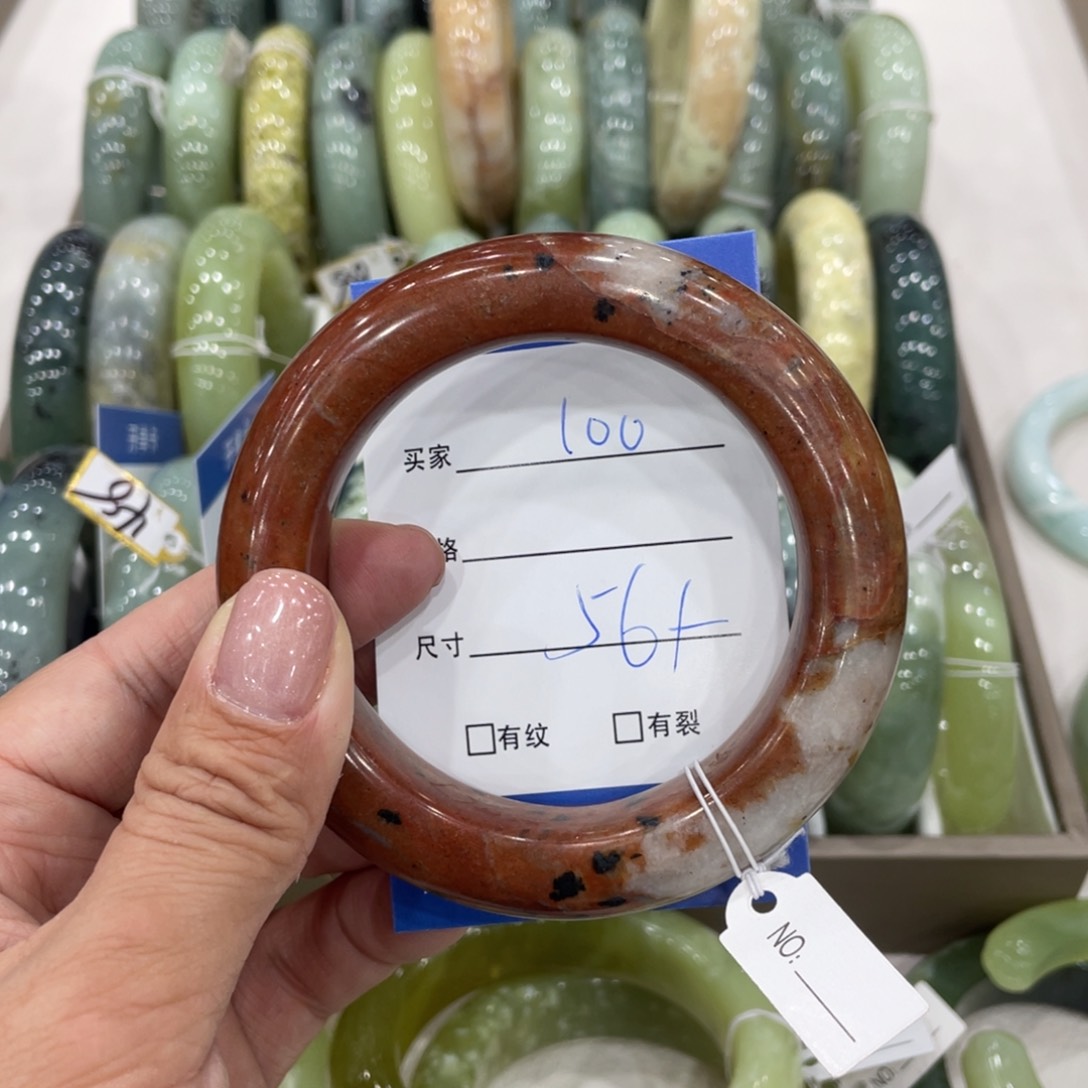 买家 100
格
尺寸 56+
□有纹 □有裂
NO: